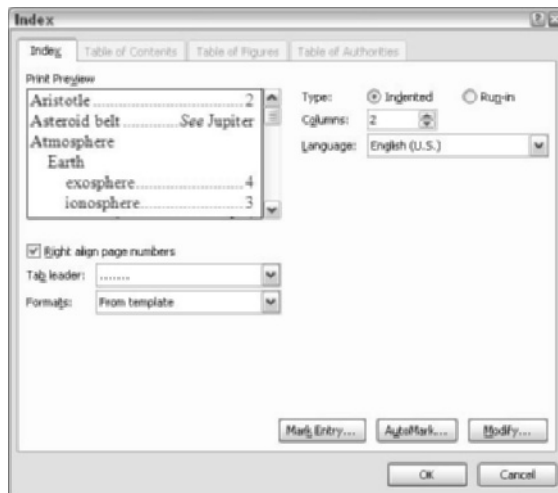 Index
Index Table of Contents Table of Figures Table of Authorities
Print Preview
Aristotle........................2
Asteroid belt..........See Jupiter
Atmosphere
Earth
exosphere..................4
ionosphere..................3
Type: Indented Run-in
Columns: 2
Language: English (U.S.)
Right align page numbers
Tab leader: .......
Formats: From template
Mark Entry... AutoMark... Modify...
OK Cancel